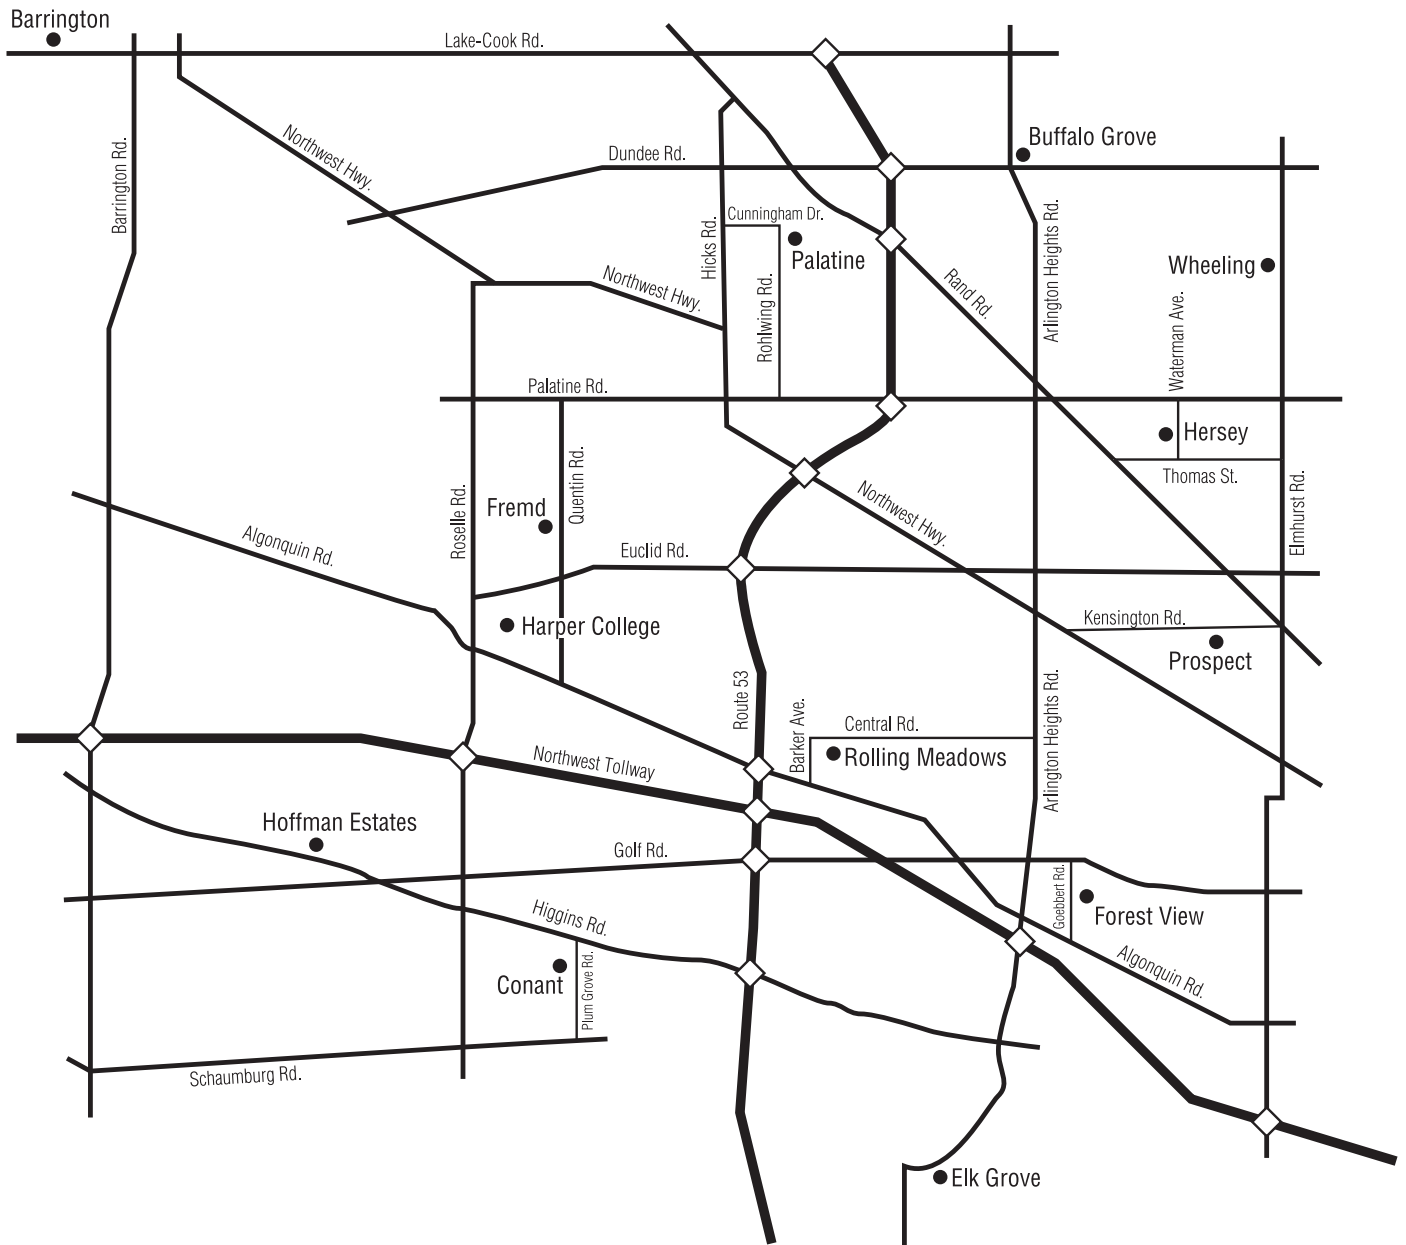 Barrington
Lake-Cook Rd.
Barrington Rd.
Northwest Hwy.
Dundee Rd.
Buffalo Grove
Hicks Rd.
Cunningham Dr.
Palatine
Rohlwing Rd.
Northwest Hwy.
Rand Rd.
Arlington Heights Rd.
Wheeling
Waterman Ave.
Palatine Rd.
Hersey
Thomas St.
Elmhurst Rd.
Roselle Rd.
Fremd
Quentin Rd.
Northwest Hwy.
Algonquin Rd.
Euclid Rd.
Harper College
Kensington Rd.
Prospect
Route 53
Barker Ave.
Central Rd.
Rolling Meadows
Arlington Heights Rd.
Northwest Tollway
Hoffman Estates
Golf Rd.
Goebbert Rd.
Forest View
Higgins Rd.
Algonquin Rd.
Conant
Plum Grove Rd.
Schaumburg Rd.
Elk Grove